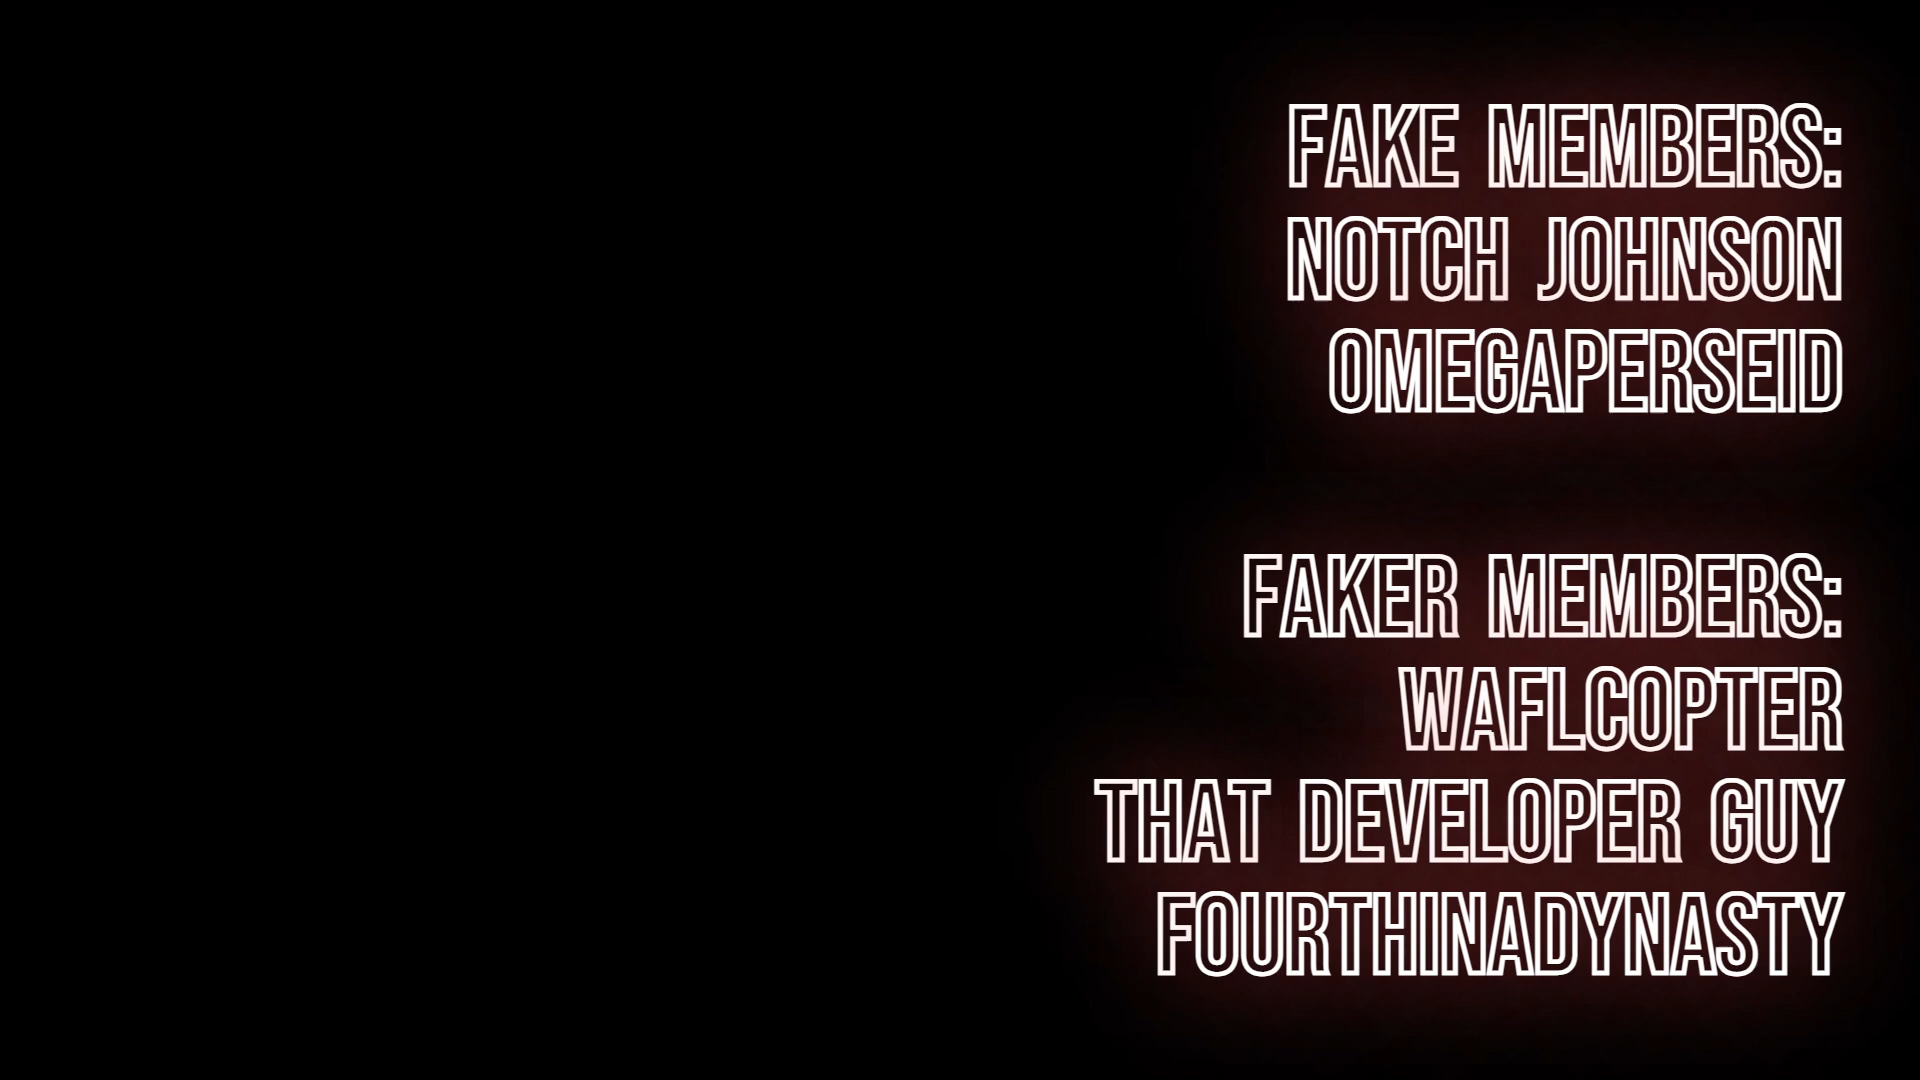 FAKE MEMBERS:
NOTCH JOHNSON
OMEGAPERSEID
FAKER MEMBERS:
WAFLCOPTER
THAT DEVELOPER GUY
FOURTHINADYNASTY